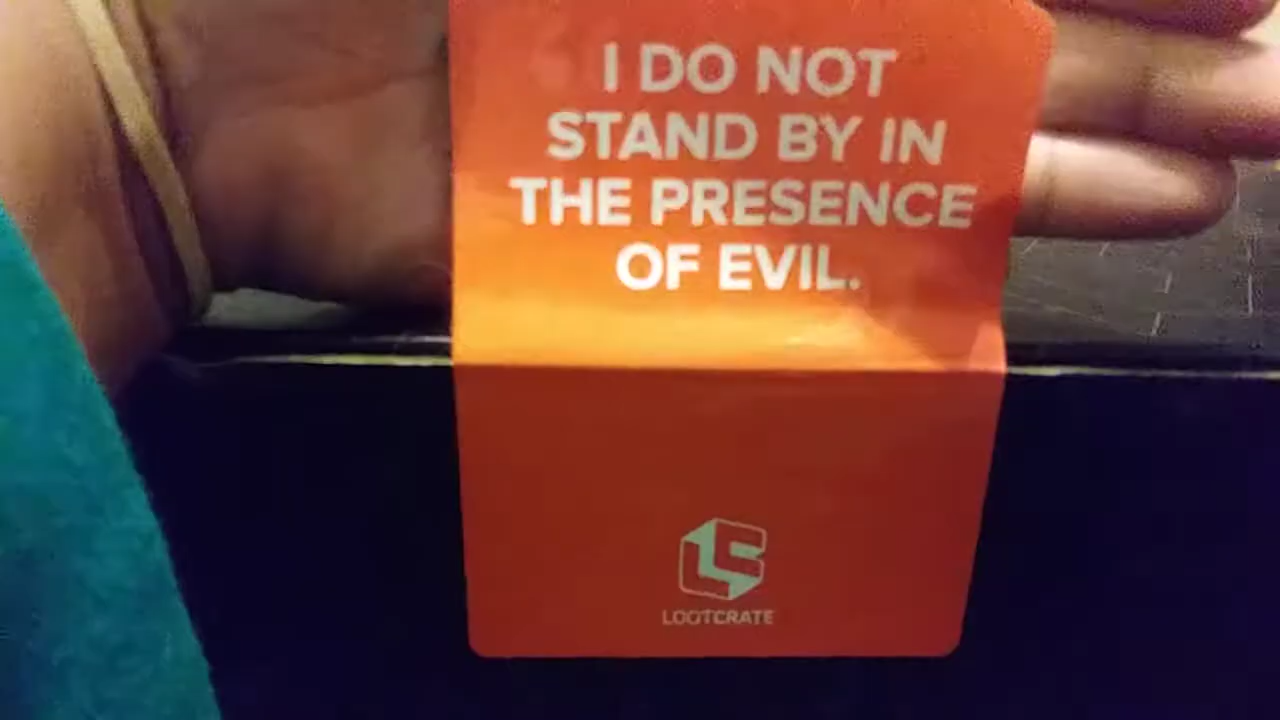 I DO NOT
STAND BY IN
THE PRESENCE
OF EVIL.
LOOTCRATE